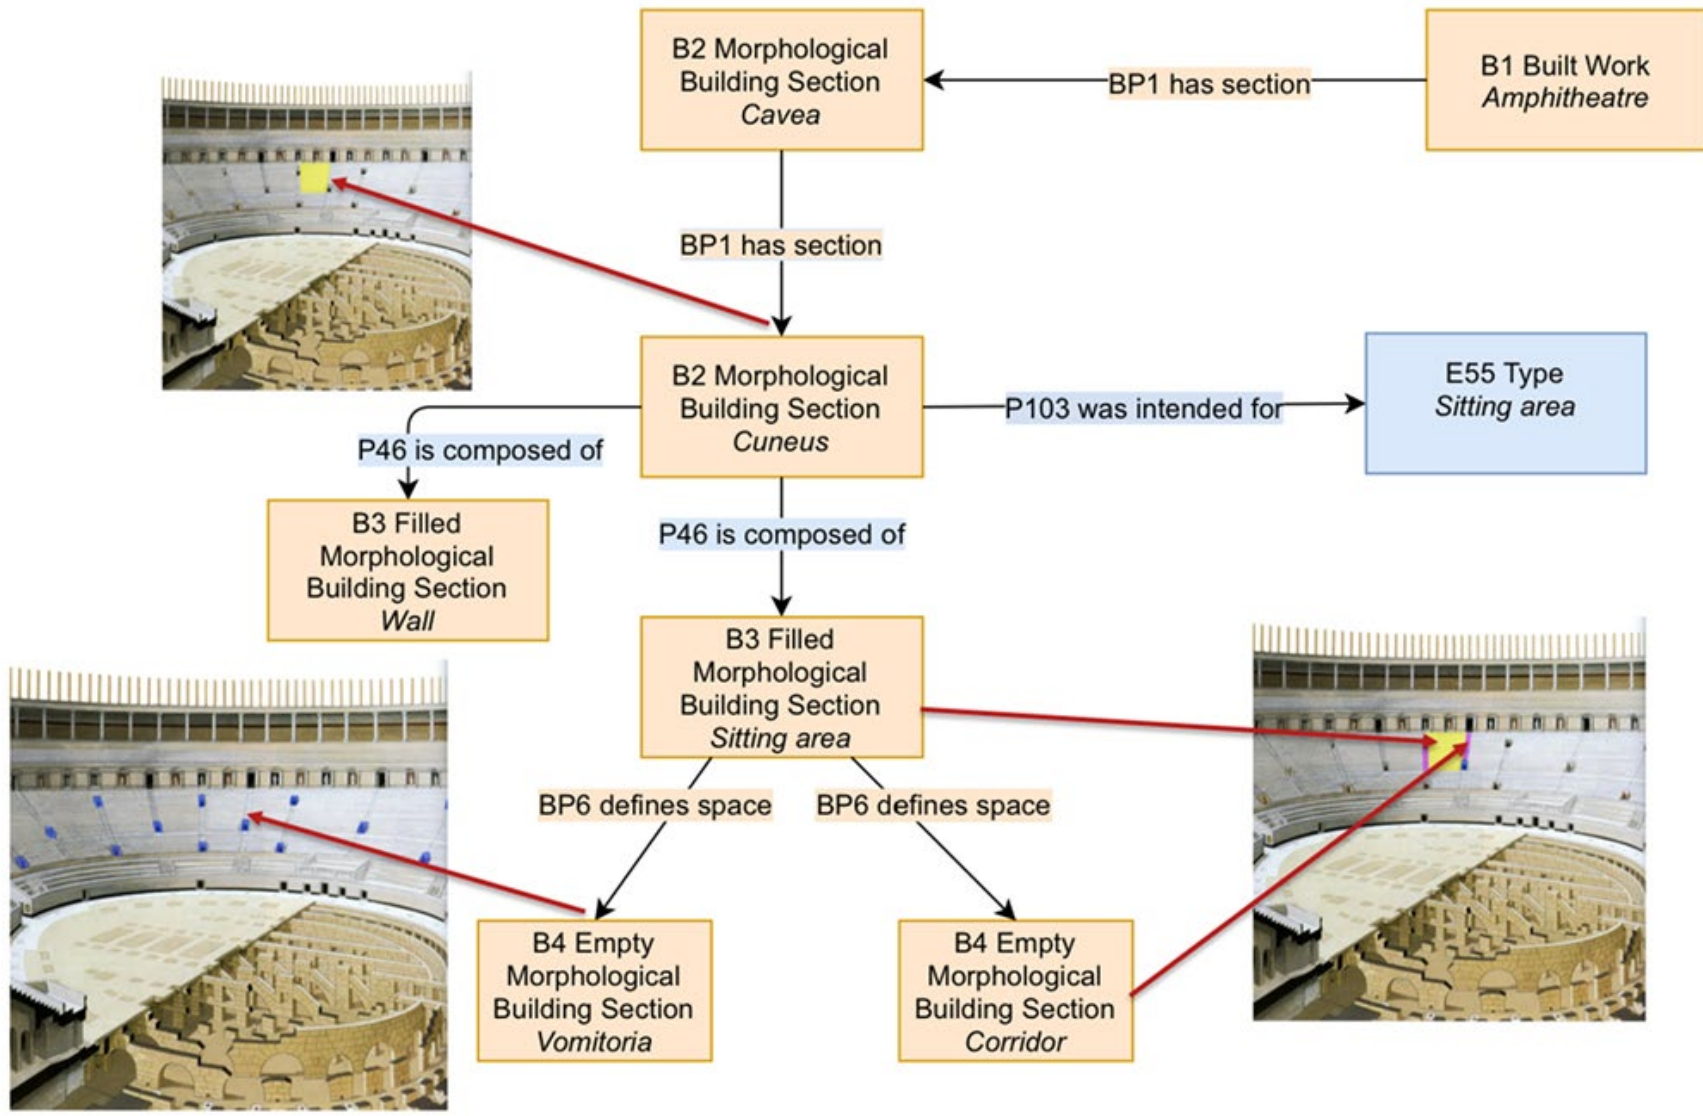 B2 Morphological
Building Section
Cavea
BP1 has section
B1 Built Work
Amphitheatre
BP1 has section
B2 Morphological
Building Section
Cuneus
P103 was intended for
E55 Type
Sitting area
P46 is composed of
B3 Filled
Morphological
Building Section
Wall
P46 is composed of
B3 Filled
Morphological
Building Section
Sitting area
BP6 defines space
BP6 defines space
B4 Empty
Morphological
Building Section
Vomitoria
B4 Empty
Morphological
Building Section
Corridor